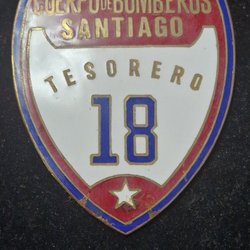 CUERPO DE BOMBEROS
SANTIAGO
TESORERO
18